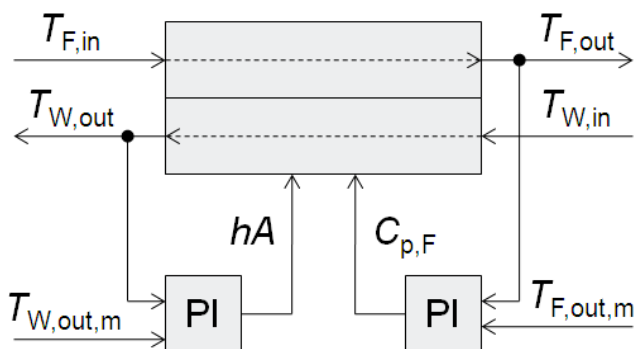 T_F,in
T_F,out
T_W,out
T_W,in
hA
C_p,F
T_W,out,m
PI
PI
T_F,out,m